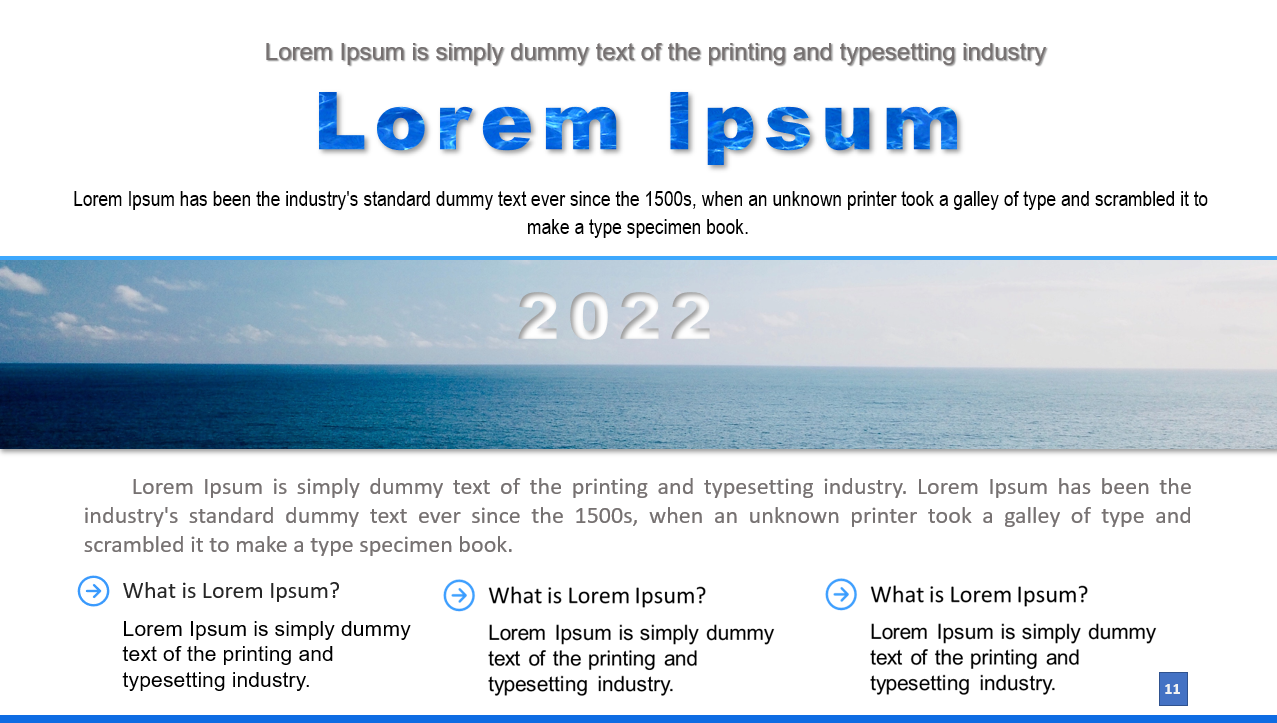 Lorem Ipsum is simply dummy text of the printing and typesetting industry
Lorem Ipsum
Lorem Ipsum has been the industry's standard dummy text ever since the 1500s, when an unknown printer took a galley of type and scrambled it to
make a type specimen book.
2022
Lorem Ipsum is simply dummy text of the printing and typesetting industry. Lorem Ipsum has been the
industry's standard dummy text ever since the 1500s, when an unknown printer took a galley of type and
scrambled it to make a type specimen book.
What is Lorem Ipsum?
Lorem Ipsum is simply dummy
text of the printing and
typesetting industry.
What is Lorem Ipsum?
Lorem Ipsum is simply dummy
text of the printing and
typesetting industry.
What is Lorem Ipsum?
Lorem Ipsum is simply dummy
text of the printing and
typesetting industry.
11